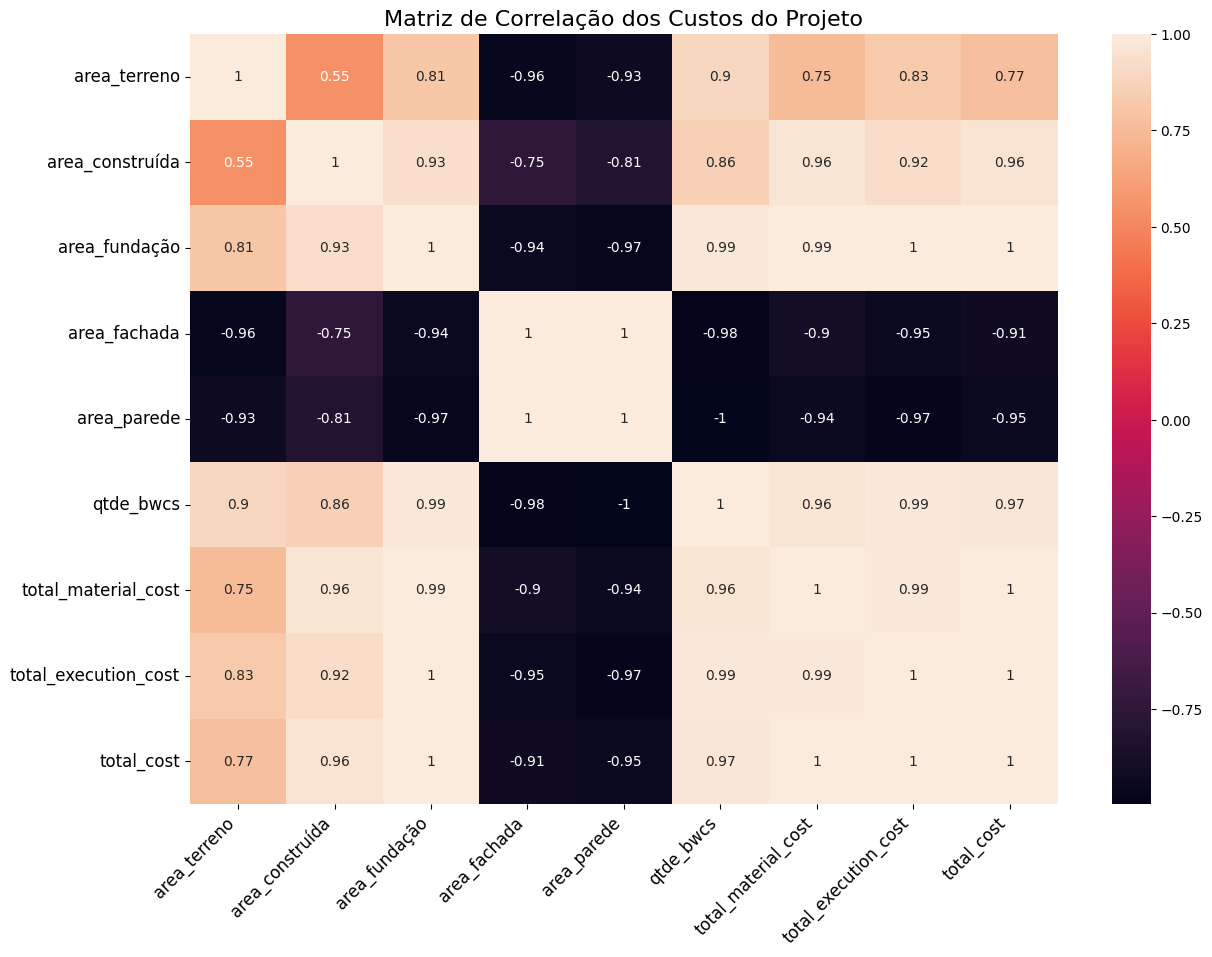 Matriz de Correlação dos Custos do Projeto
area_terreno 1 0.55 0.81 -0.96 -0.93 0.9 0.75 0.83 0.77
area_construída 0.55 1 0.93 -0.75 -0.81 0.86 0.96 0.92 0.96
area_fundação 0.81 0.93 1 -0.94 -0.97 0.99 0.99 1 1
area_fachada -0.96 -0.75 -0.94 1 1 -0.98 -0.9 -0.95 -0.91
area_parede -0.93 -0.81 -0.97 1 1 -1 -0.94 -0.97 -0.95
qtde_bwcs 0.9 0.86 0.99 -0.98 -1 1 0.96 0.99 0.97
total_material_cost 0.75 0.96 0.99 -0.9 -0.94 0.96 1 0.99 1
total_execution_cost 0.83 0.92 1 -0.95 -0.97 0.99 0.99 1 1
total_cost 0.77 0.96 1 -0.91 -0.95 0.97 1 1 1
area_terreno area_construída area_fundação area_fachada area_parede qtde_bwcs total_material_cost total_execution_cost total_cost
1.00
0.75
0.50
0.25
0.00
−0.25
−0.50
−0.75